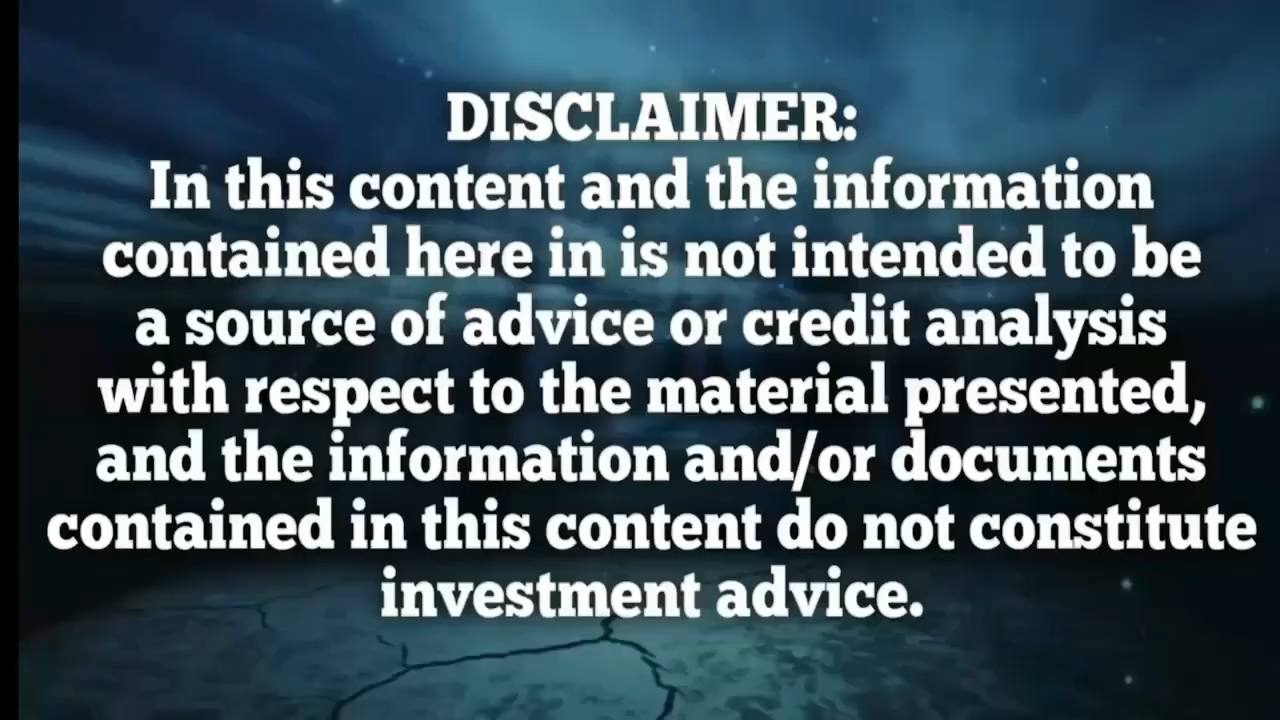 DISCLAIMER:
In this content and the information
contained here in is not intended to be
a source of advice or credit analysis
with respect to the material presented,
and the information and/or documents
contained in this content do not constitute
investment advice.